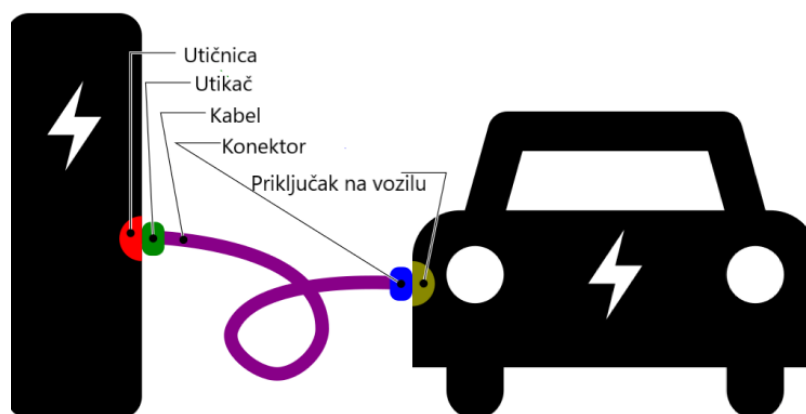 Utičnica
Utikač
Kabel
Konektor
Priključak na vozilu